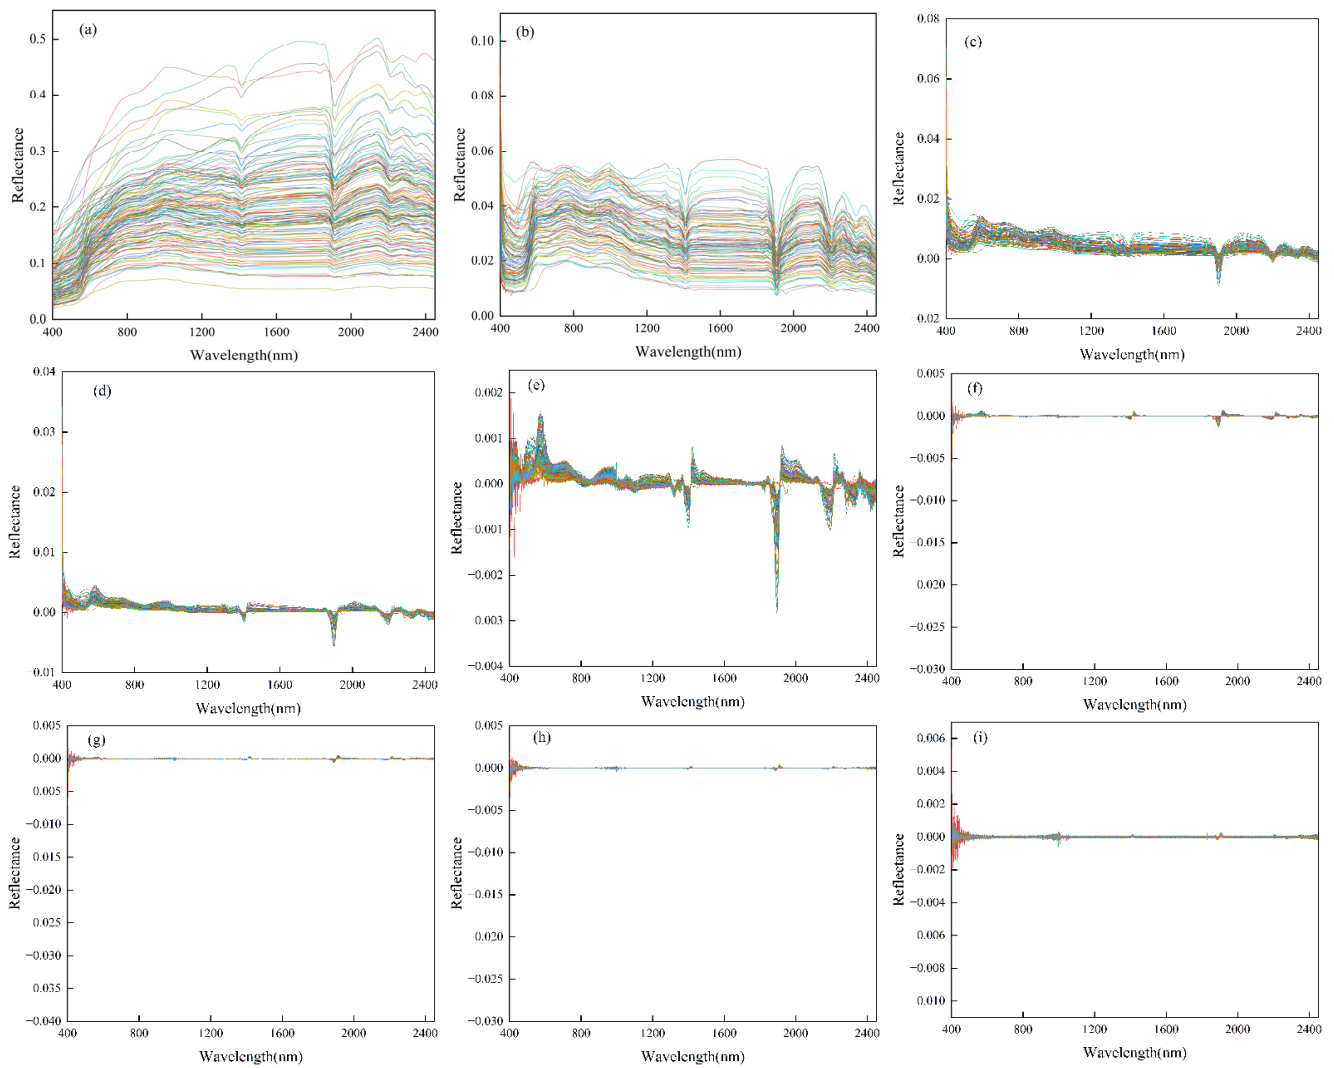 (a)
0.5
0.4
0.3
0.2
0.1
0.0
400 800 1200 1600 2000 2400
Reflectance
Wavelength(nm)
(b)
0.10
0.08
0.06
0.04
0.02
0.00
400 800 1200 1600 2000 2400
Reflectance
Wavelength(nm)
(c)
0.08
0.06
0.04
0.02
0.00
−0.02
400 800 1200 1600 2000 2400
Reflectance
Wavelength(nm)
(d)
0.04
0.03
0.02
0.01
0.00
−0.01
400 800 1200 1600 2000 2400
Reflectance
Wavelength(nm)
(e)
0.002
0.001
0.000
−0.001
−0.002
−0.003
−0.004
400 800 1200 1600 2000 2400
Reflectance
Wavelength(nm)
(f)
0.005
0.000
−0.005
−0.010
−0.015
−0.020
−0.025
−0.030
400 800 1200 1600 2000 2400
Reflectance
Wavelength(nm)
(g)
0.005
0.000
−0.005
−0.010
−0.015
−0.020
−0.025
−0.030
−0.035
−0.040
400 800 1200 1600 2000 2400
Reflectance
Wavelength(nm)
(h)
0.005
0.000
−0.005
−0.010
−0.015
−0.020
−0.025
−0.030
400 800 1200 1600 2000 2400
Reflectance
Wavelength(nm)
(i)
0.006
0.004
0.002
0.000
−0.002
−0.004
−0.006
−0.008
0.010
400 800 1200 1600 2000 2400
Reflectance
Wavelength(nm)